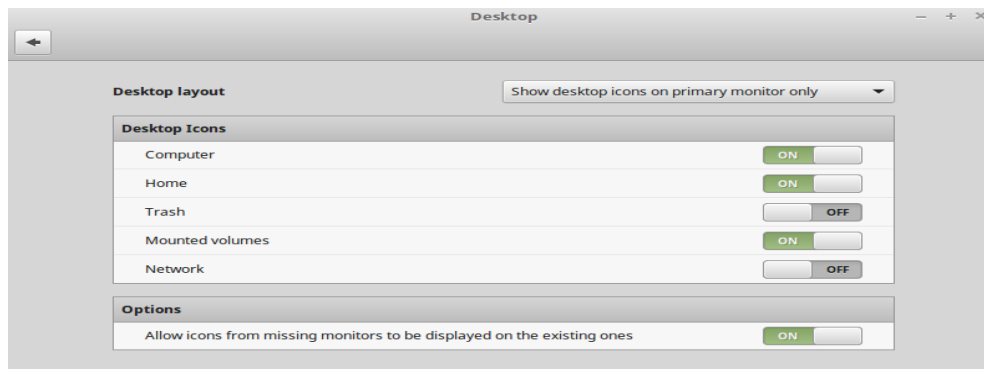 Desktop
Desktop layout
Show desktop icons on primary monitor only
Desktop Icons
Computer ON
Home ON
Trash OFF
Mounted volumes ON
Network OFF
Options
Allow icons from missing monitors to be displayed on the existing ones ON